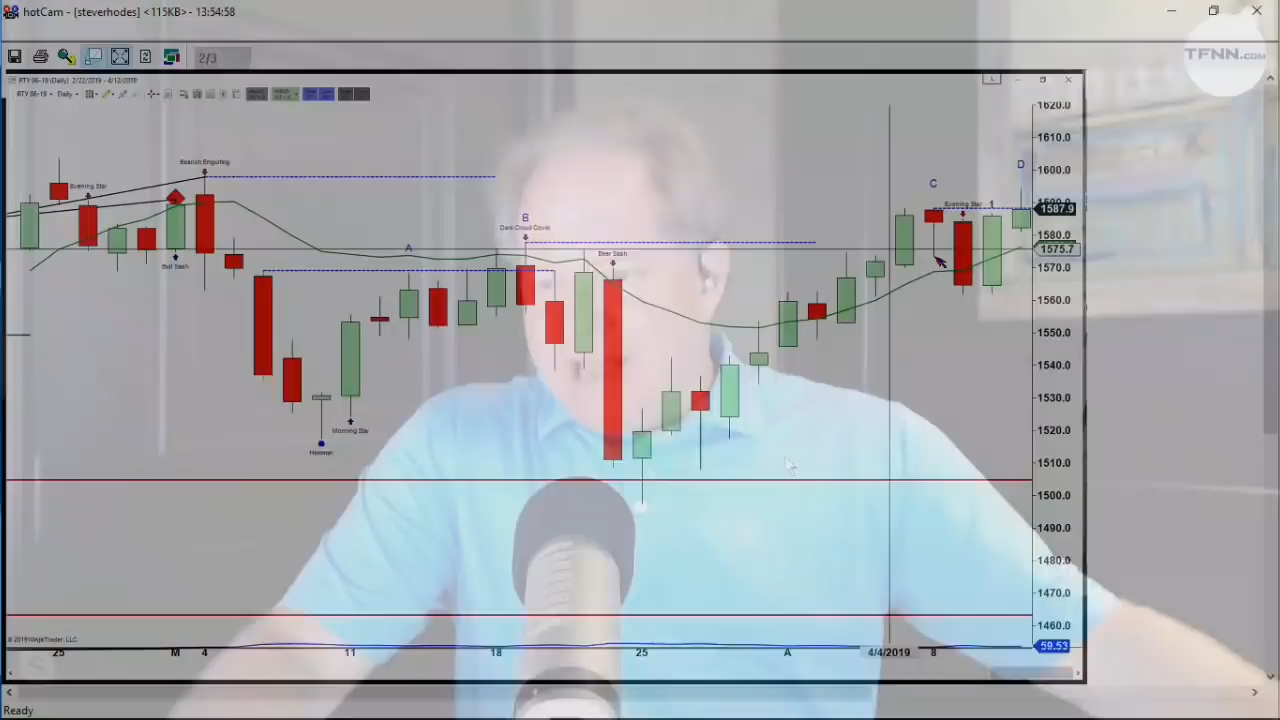 hotCam - [steverhodes] <115KB> - 13:54:58
TFNN.COM
2/3
RTY 06-19 (Daily) 2/22/2019 - 4/12/2019
RTY 06-19
Daily
1620.0
1610.0
1600.0
1587.9
1580.0
1575.7
1570.0
1560.0
1550.0
1540.0
1530.0
1520.0
1510.0
1500.0
1490.0
1480.0
1470.0
1460.0
59.53
Bearish Engulfing
Evening Star
Bull Sash
A
B
Dark Cloud Cover
Bear Sash
C
Evening Star
1
D
Morning Star
Hammer
25
M
4
11
18
25
A
4/4/2019
8
Ready